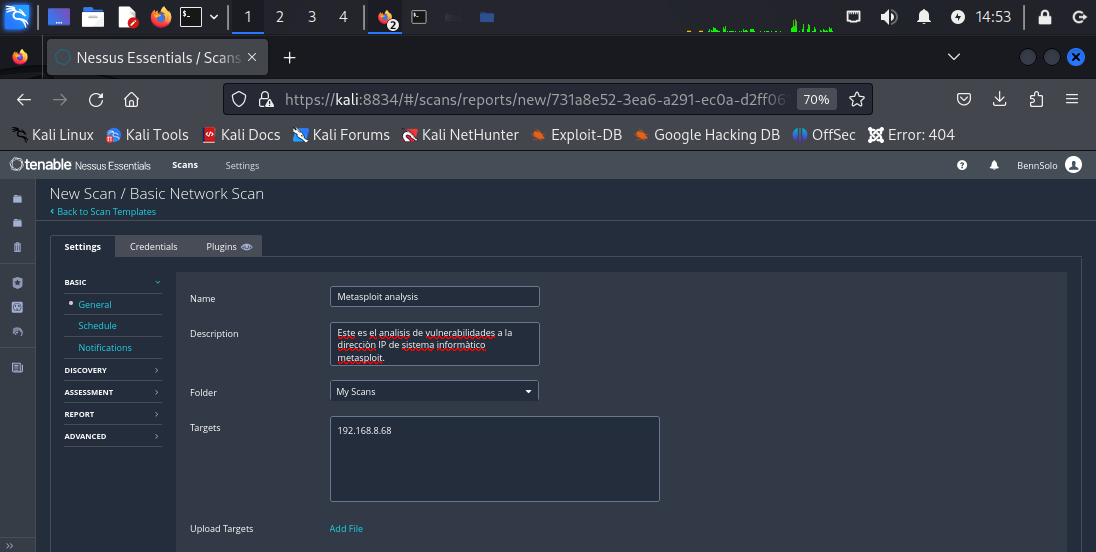 1 2 3 4 2 14:53
Nessus Essentials / Scans
https://kali:8834/#/scans/reports/new/731a8e52-3ea6-a291-ec0a-d2ff06 70%
Kali Linux Kali Tools Kali Docs Kali Forums Kali NetHunter Exploit-DB Google Hacking DB OffSec Error: 404
tenable Nessus Essentials Scans Settings BennSolo
New Scan / Basic Network Scan
Back to Scan Templates
Settings Credentials Plugins
BASIC
General
Schedule
Notifications
DISCOVERY
ASSESSMENT
REPORT
ADVANCED
Name Metasploit analysis
Description Este es el analisis de vulnerabilidades a la
direcciòn IP de sistema informàtico
metasploit.
Folder My Scans
Targets 192.168.8.68
Upload Targets Add File